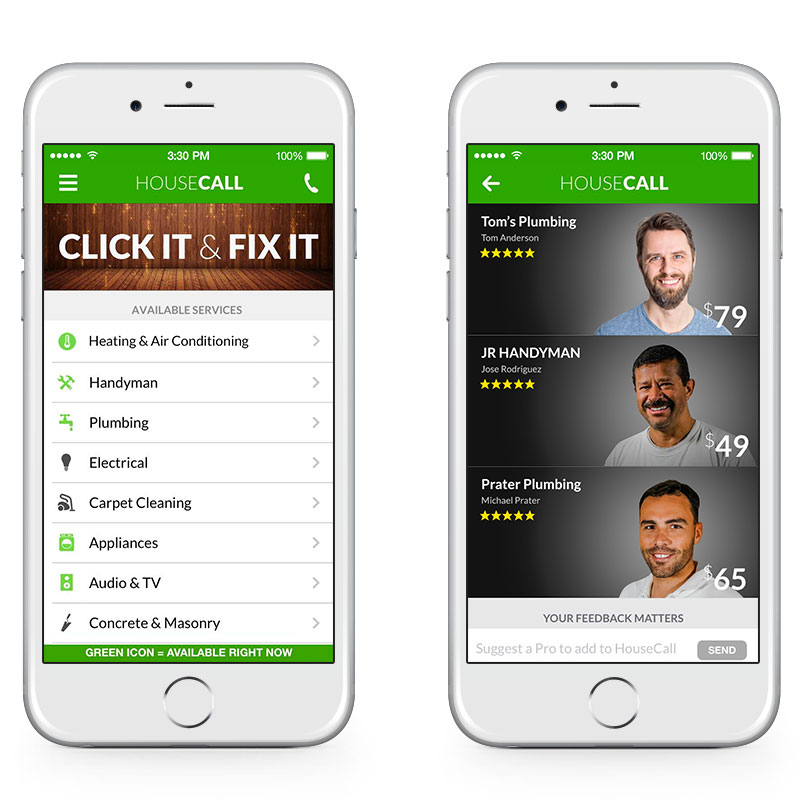 3:30 PM
100%
HOUSECALL
CLICK IT & FIX IT
AVAILABLE SERVICES
Heating & Air Conditioning
Handyman
Plumbing
Electrical
Carpet Cleaning
Appliances
Audio & TV
Concrete & Masonry
GREEN ICON = AVAILABLE RIGHT NOW
3:30 PM
100%
HOUSECALL
Tom's Plumbing
Tom Anderson
$79
JR HANDYMAN
Jose Rodriguez
$49
Prater Plumbing
Michael Prater
$65
YOUR FEEDBACK MATTERS
Suggest a Pro to add to HouseCall
SEND